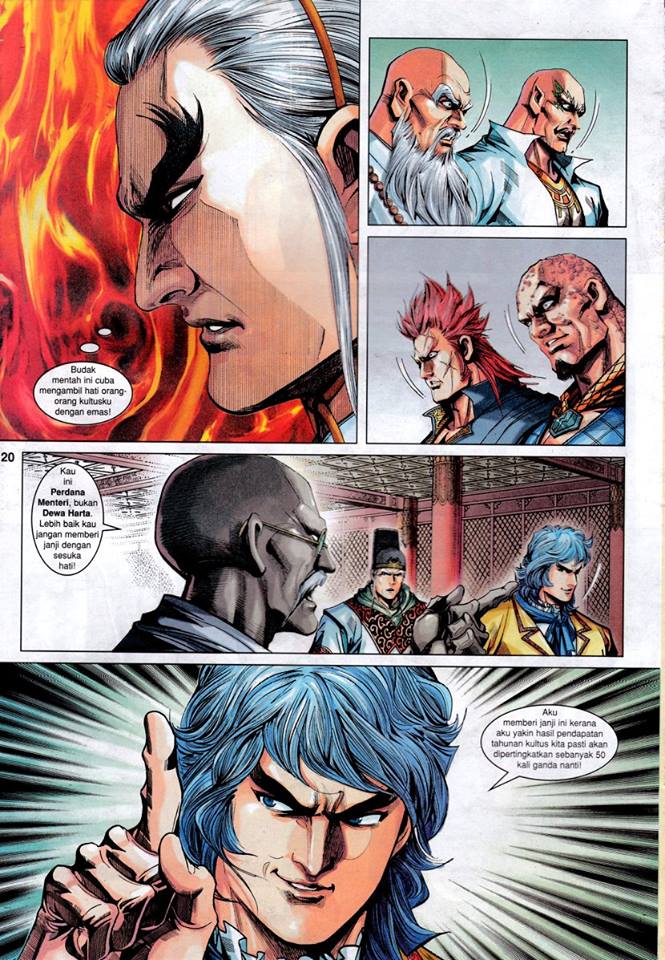 Budak
mentah ini cuba
mengambil hati orang-
orang kultusku
dengan emas!
20
Kau
ini
Perdana
Menteri, bukan
Dewa Harta.
Lebih baik kau
jangan memberi
janji dengan
sesuka
hati!
Aku
memberi janji ini kerana
aku yakin hasil pendapatan
tahunan kultus kita pasti akan
dipertingkatkan sebanyak 50
kali ganda nanti!